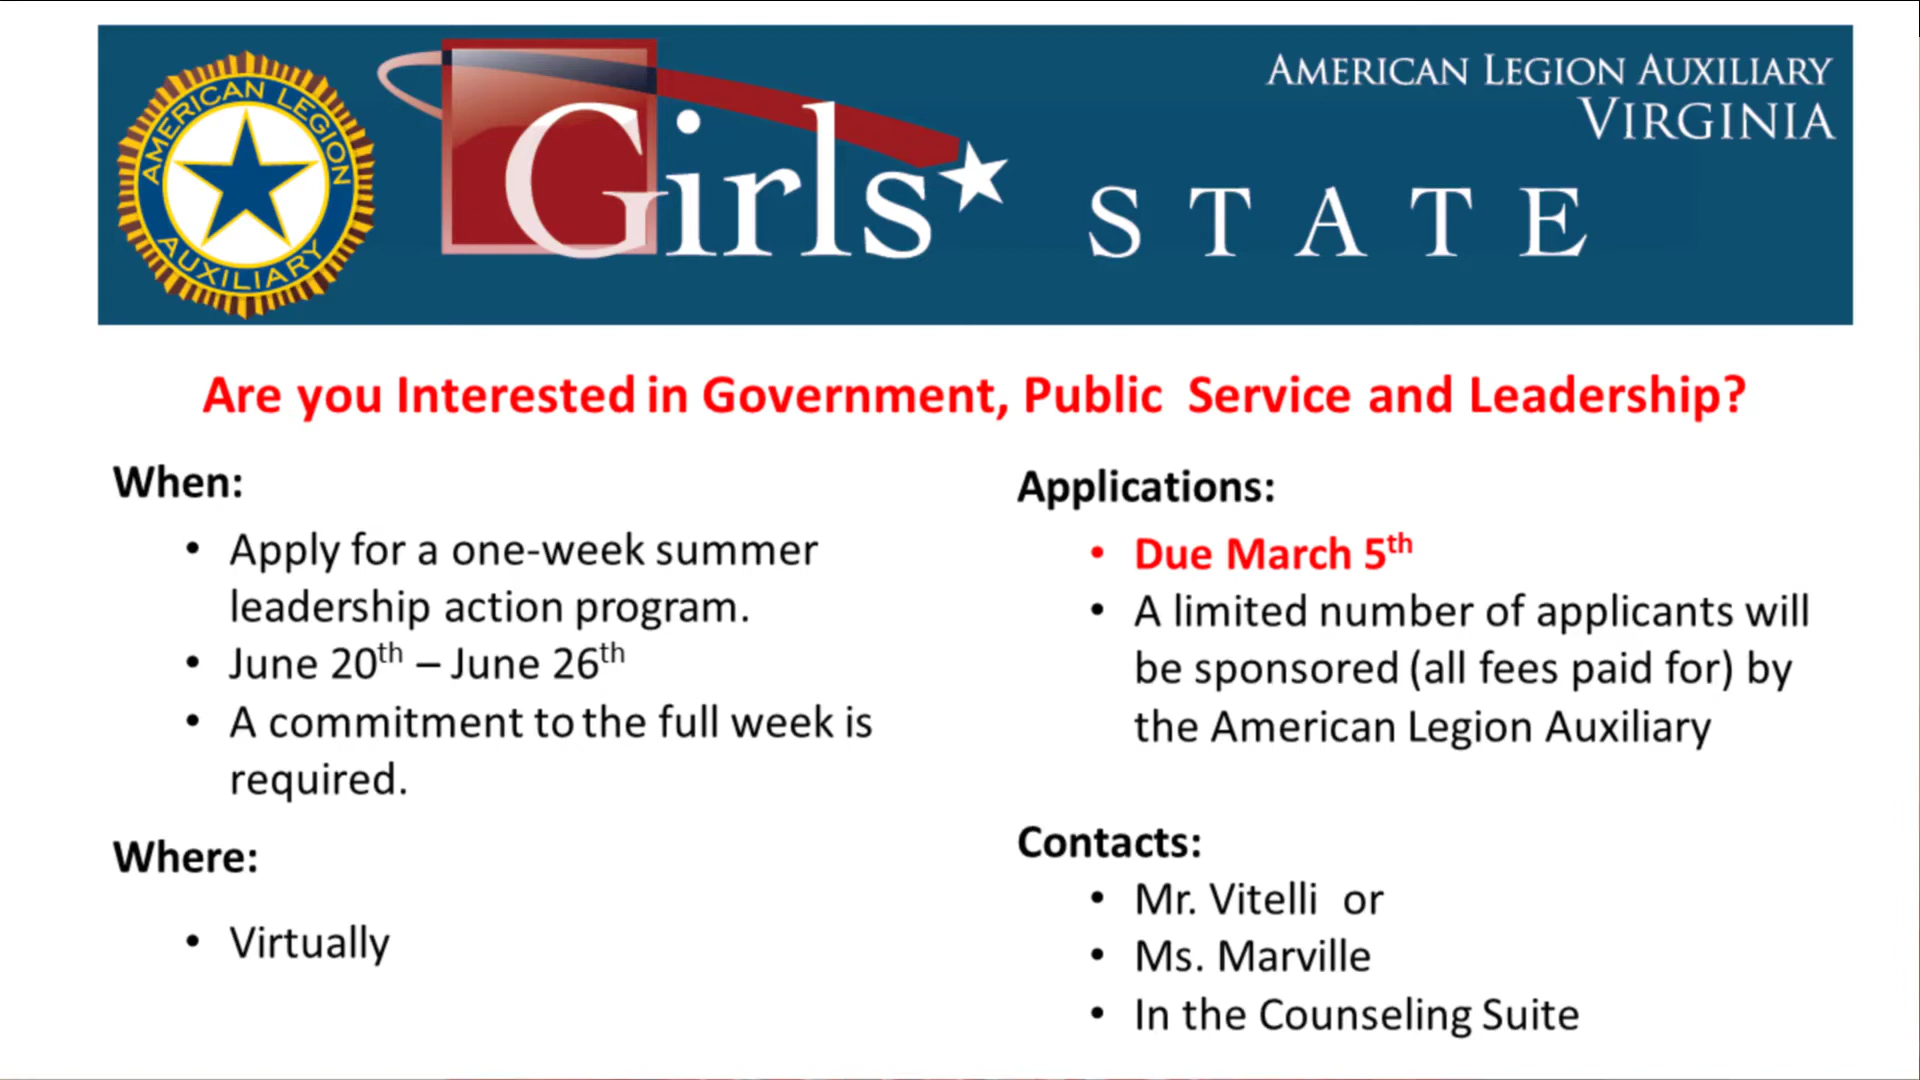 AMERICAN LEGION
AUXILIARY
Girls STATE
AMERICAN LEGION AUXILIARY
VIRGINIA
Are you Interested in Government, Public Service and Leadership?
When:
• Apply for a one-week summer
leadership action program.
• June 20th – June 26th
• A commitment to the full week is
required.
Where:
• Virtually
Applications:
• Due March 5th
• A limited number of applicants will
be sponsored (all fees paid for) by
the American Legion Auxiliary
Contacts:
• Mr. Vitelli or
• Ms. Marville
• In the Counseling Suite